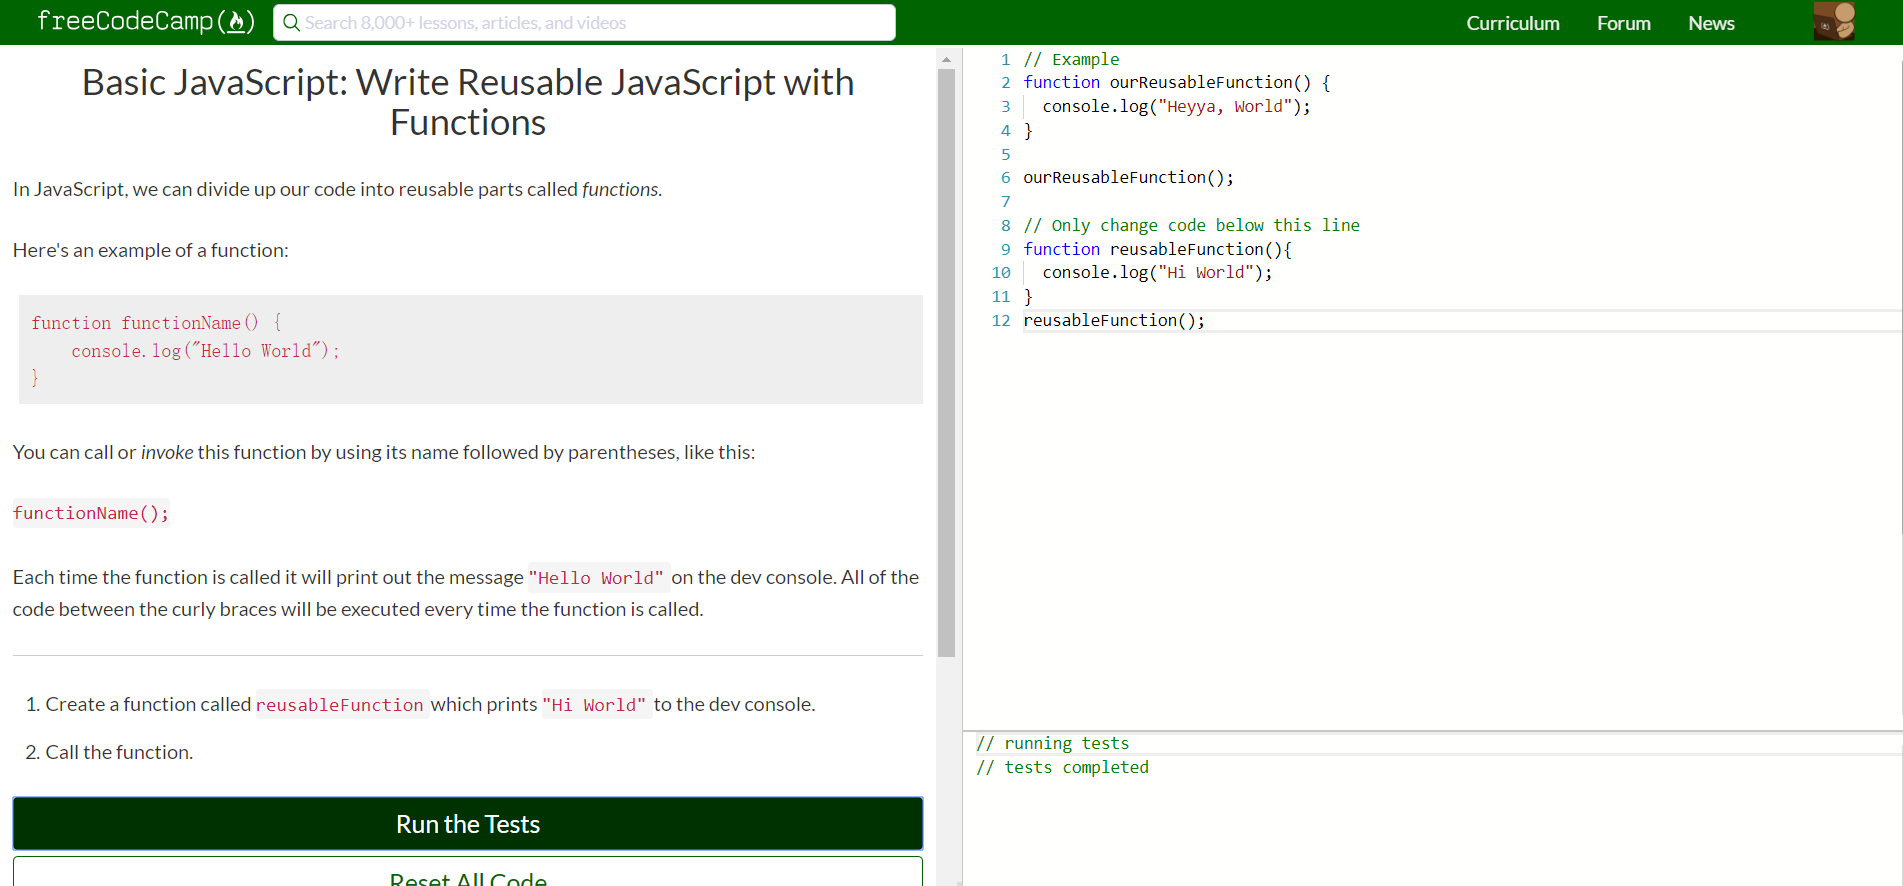 freeCodeCamp
Search 8,000+ lessons, articles, and videos
Curriculum
Forum
News
Basic JavaScript: Write Reusable JavaScript with
Functions
In JavaScript, we can divide up our code into reusable parts called functions.
Here's an example of a function:
function functionName() {
    console.log("Hello World");
}
You can call or invoke this function by using its name followed by parentheses, like this:
functionName();
Each time the function is called it will print out the message "Hello World" on the dev console. All of the
code between the curly braces will be executed every time the function is called.
1. Create a function called reusableFunction which prints "Hi World" to the dev console.
2. Call the function.
Run the Tests
Reset All Code
1 // Example
2 function ourReusableFunction() {
3   console.log("Heyya, World");
4 }
5
6 ourReusableFunction();
7
8 // Only change code below this line
9 function reusableFunction(){
10   console.log("Hi World");
11 }
12 reusableFunction();
// running tests
// tests completed